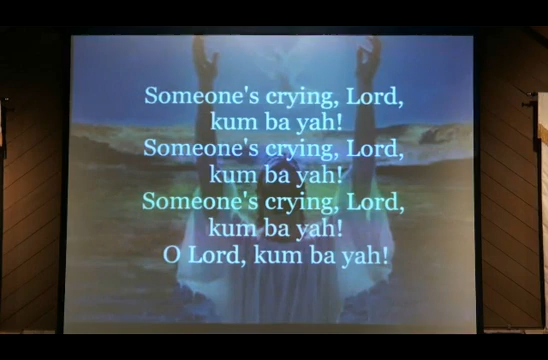 Someone's crying, Lord,
kum ba yah!
Someone's crying, Lord,
kum ba yah!
Someone's crying, Lord,
kum ba yah!
O Lord, kum ba yah!